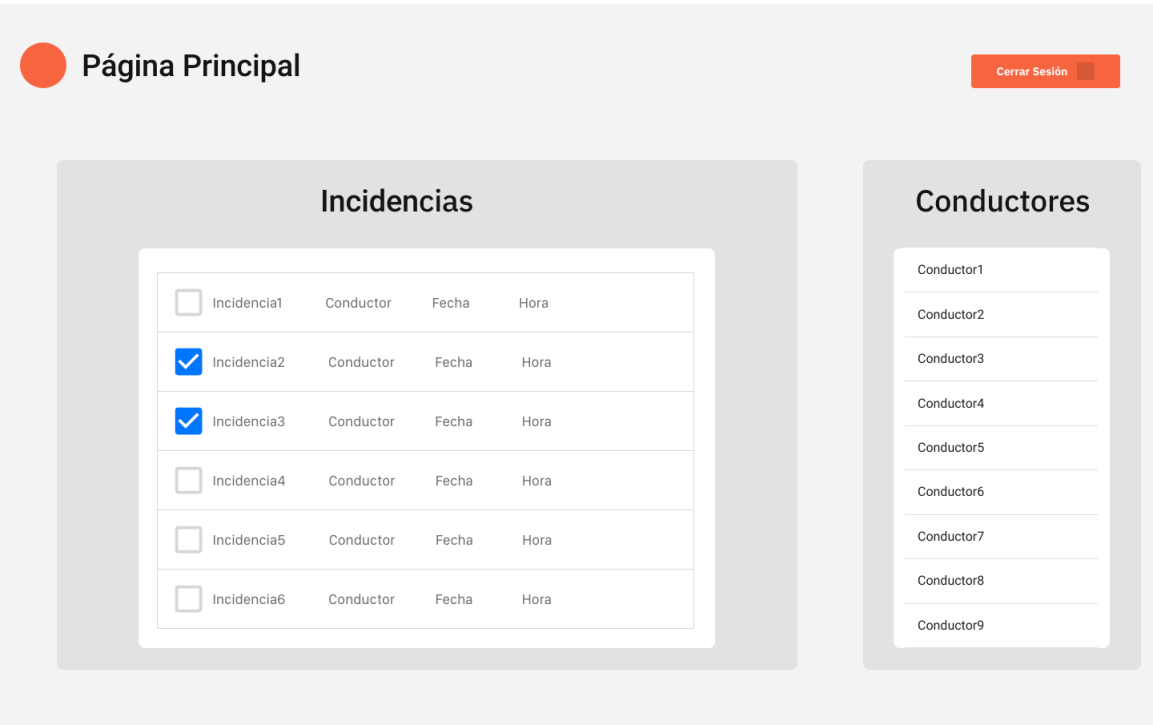 Página Principal
Cerrar Sesión
Incidencias
Incidencia1 Conductor Fecha Hora
Incidencia2 Conductor Fecha Hora
Incidencia3 Conductor Fecha Hora
Incidencia4 Conductor Fecha Hora
Incidencia5 Conductor Fecha Hora
Incidencia6 Conductor Fecha Hora
Conductores
Conductor1
Conductor2
Conductor3
Conductor4
Conductor5
Conductor6
Conductor7
Conductor8
Conductor9